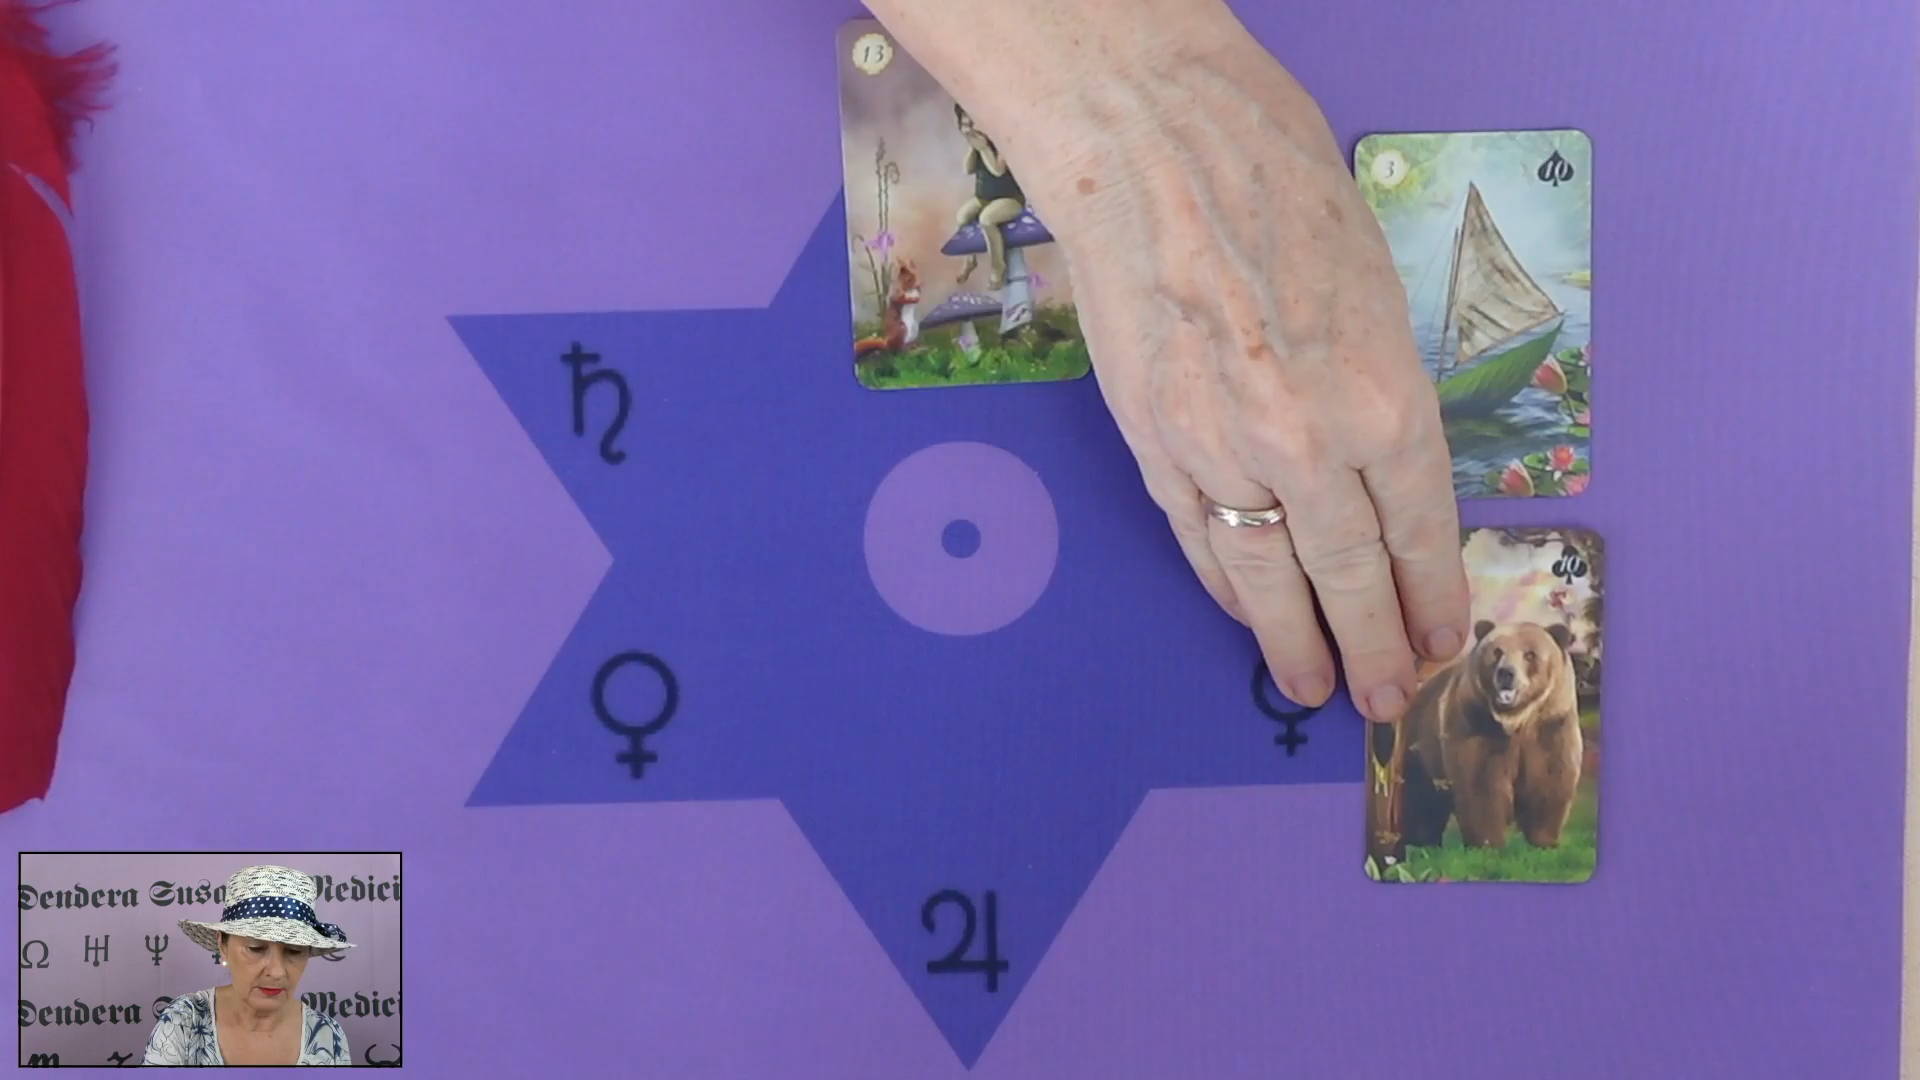 13
3
10
10
♄
♀
♀
♃
Dendera Susa Medici
Ω ♅ Ψ
Dendera S Medici